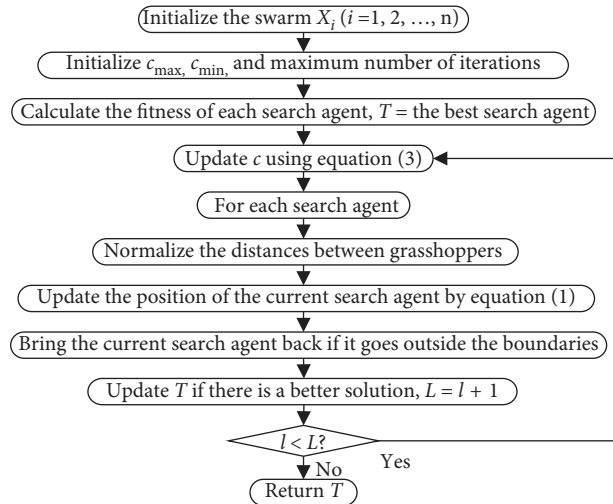 Initialize the swarm Xᵢ (i =1, 2, …, n)
Initialize cmax, cmin, and maximum number of iterations
Calculate the fitness of each search agent, T = the best search agent
Update c using equation (3)
For each search agent
Normalize the distances between grasshoppers
Update the position of the current search agent by equation (1)
Bring the current search agent back if it goes outside the boundaries
Update T if there is a better solution, L = l + 1
l < L?
Yes
No
Return T